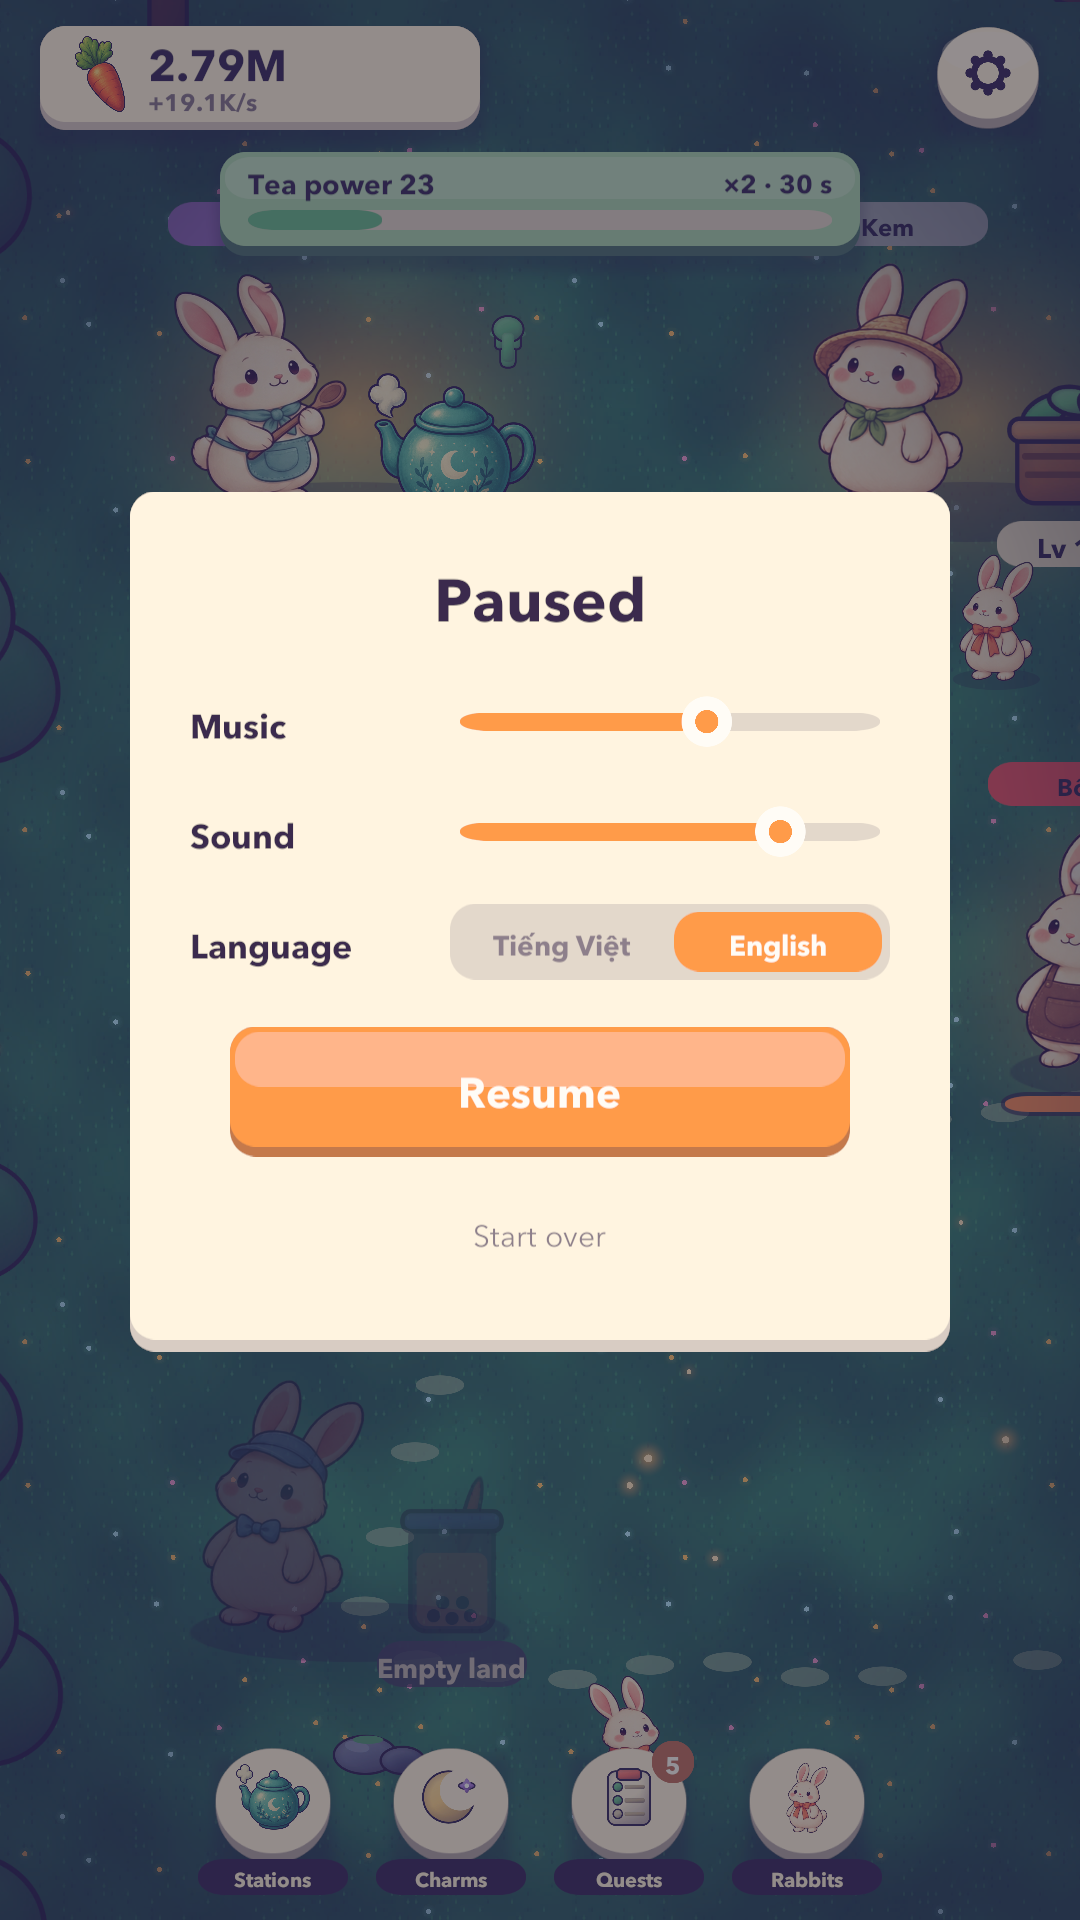 2.79M
+19.1K/s
Tea power 23
×2 · 30 s
Kem
Lv
Paused
Music
Sound
Language
Tiếng Việt
English
Resume
Start over
Empty land
5
Stations
Charms
Quests
Rabbits